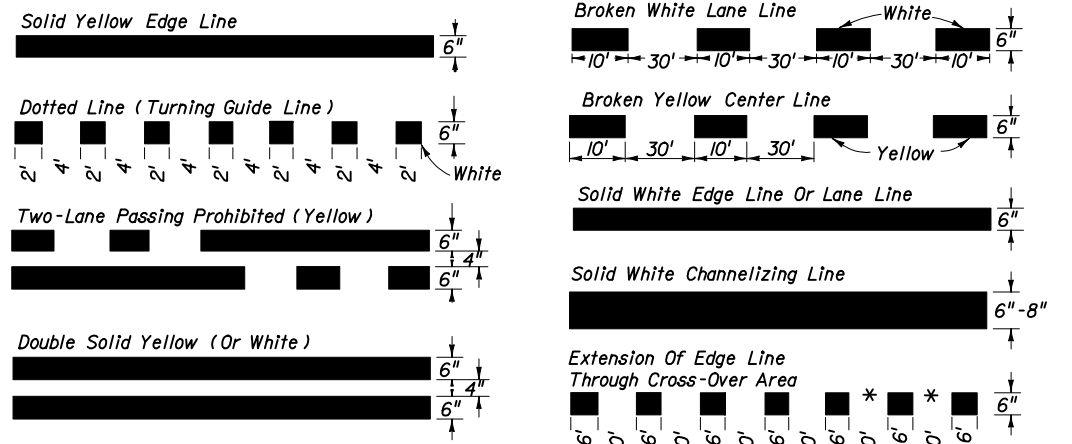 Solid Yellow Edge Line
6"
Dotted Line (Turning Guide Line)
6"
2' 4' 2' 4' 2' 4' 2' 4' 2' 4' 2' 4' 2'
White
Two-Lane Passing Prohibited (Yellow)
6"
4"
6"
Double Solid Yellow (Or White)
6"
4"
6"
Broken White Lane Line
White
6"
10' 30' 10' 30' 10' 30' 10'
Broken Yellow Center Line
6"
10' 30' 10' 30'
Yellow
Solid White Edge Line Or Lane Line
6"
Solid White Channelizing Line
6"-8"
Extension Of Edge Line
Through Cross-Over Area
* *
6"